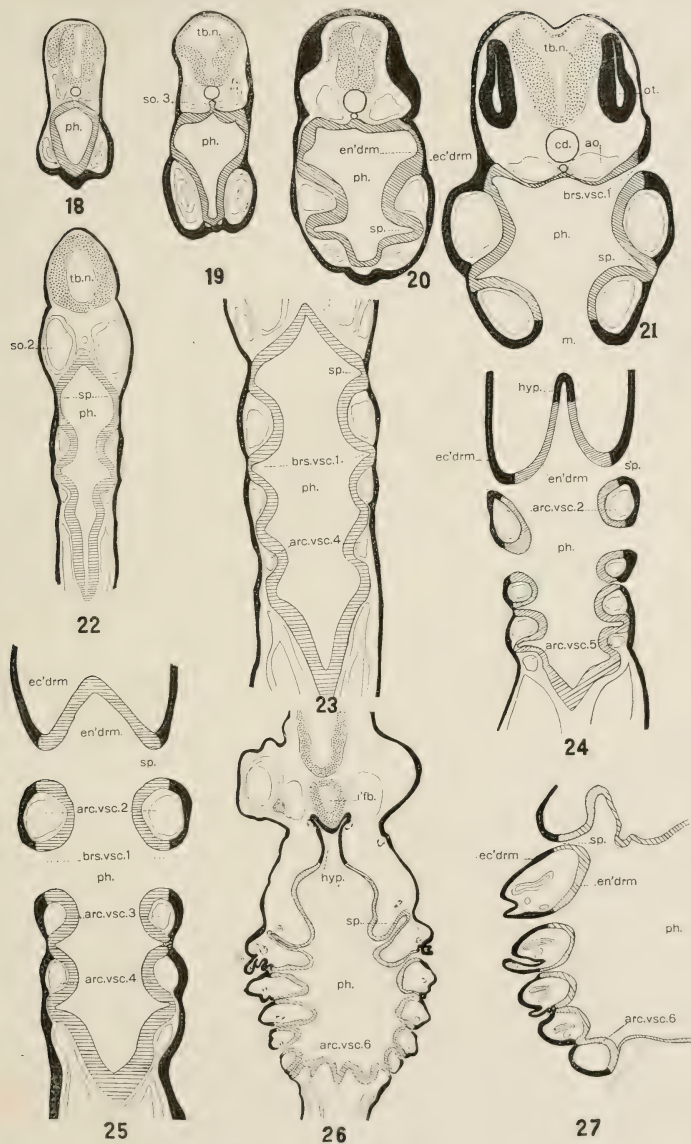 tb.n.
ph.
18
tb.n.
so.3
ph.
19
en'drm
ec'drm
ph.
sp.
20
tb.n.
ot.
cd.
ao.
brs.vsc.1
ph.
sp.
m.
21
tb.n.
so.2
sp.
ph.
22
sp.
brs.vsc.1
ph.
arc.vsc.4
23
hyp.
ec'drm
en'drm
sp.
arc.vsc.2
ph.
arc.vsc.5
24
ec'drm
en'drm.
sp.
arc.vsc.2
brs.vsc.1
ph.
arc.vsc.3
arc.vsc.4
25
hyp.
sp.
ph.
arc.vsc.6
26
sp.
ec'drm
en'drm
ph.
arc.vsc.6
27